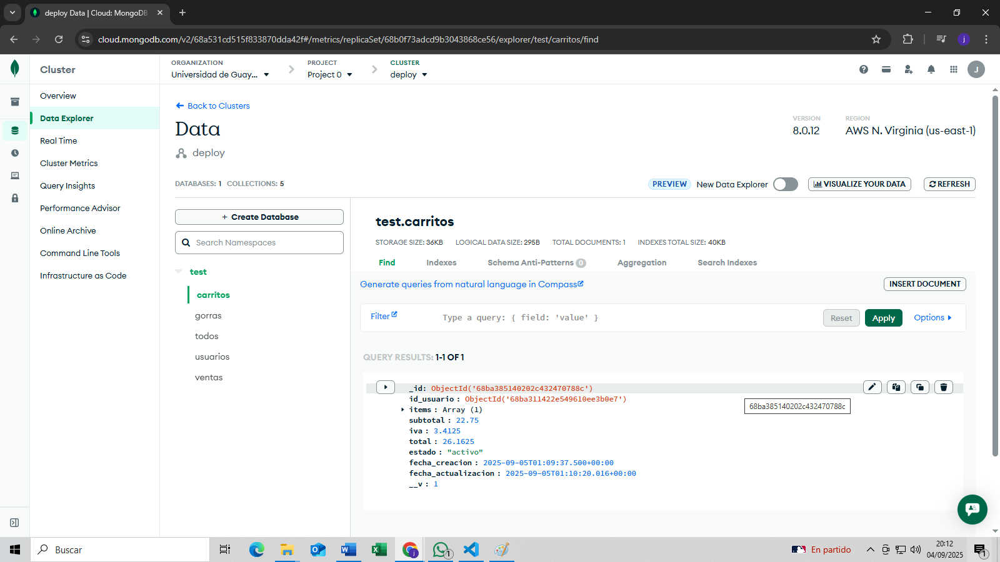 deploy Data | Cloud: MongoDB
cloud.mongodb.com/v2/68a531cd515f833870dda42f#/metrics/replicaSet/68b0f73adcd9b3043868ce56/explorer/test/carritos/find
j
Cluster
ORGANIZATION
Universidad de Guay...
PROJECT
Project 0
CLUSTER
deploy
J
Overview
Data Explorer
Real Time
Cluster Metrics
Query Insights
Performance Advisor
Online Archive
Command Line Tools
Infrastructure as Code
Back to Clusters
Data
deploy
VERSION
8.0.12
REGION
AWS N. Virginia (us-east-1)
DATABASES: 1 COLLECTIONS: 5
PREVIEW New Data Explorer
VISUALIZE YOUR DATA
REFRESH
+ Create Database
Search Namespaces
test
carritos
gorras
todos
usuarios
ventas
test.carritos
STORAGE SIZE: 36KB LOGICAL DATA SIZE: 295B TOTAL DOCUMENTS: 1 INDEXES TOTAL SIZE: 40KB
Find Indexes Schema Anti-Patterns 0 Aggregation Search Indexes
Generate queries from natural language in Compass
INSERT DOCUMENT
Filter
Type a query: { field: 'value' }
Reset
Apply
Options
QUERY RESULTS: 1-1 OF 1
_id: ObjectId('68ba385140202c432470788c')
id_usuario : ObjectId('68ba311422e549610ee3b0e7')
68ba385140202c432470788c
items : Array (1)
subtotal : 22.75
iva : 3.4125
total : 26.1625
estado : "activo"
fecha_creacion : 2025-09-05T01:09:37.500+00:00
fecha_actualizacion : 2025-09-05T01:10:20.016+00:00
__v : 1
Buscar
j
1
En partido
20:12
04/09/2025
1